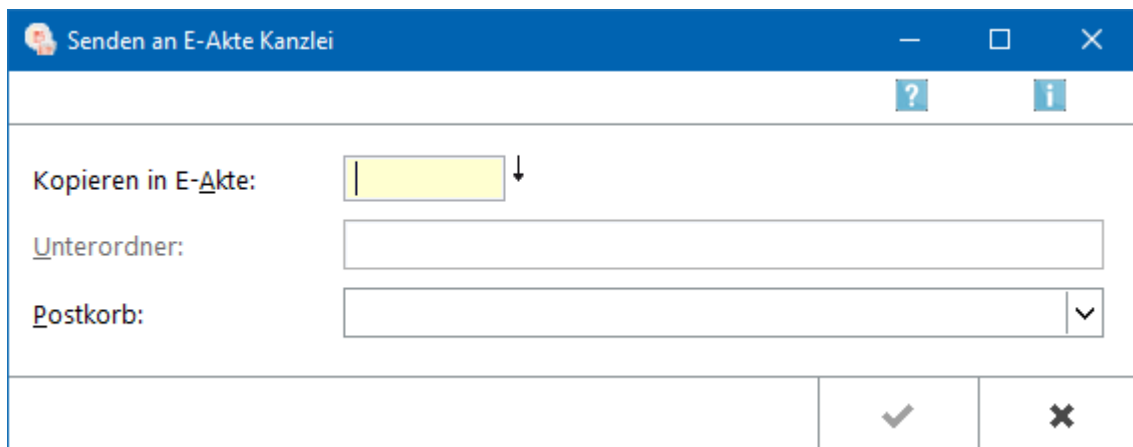 Senden an E-Akte Kanzlei
? i
Kopieren in E-Akte:
Unterordner:
Postkorb: